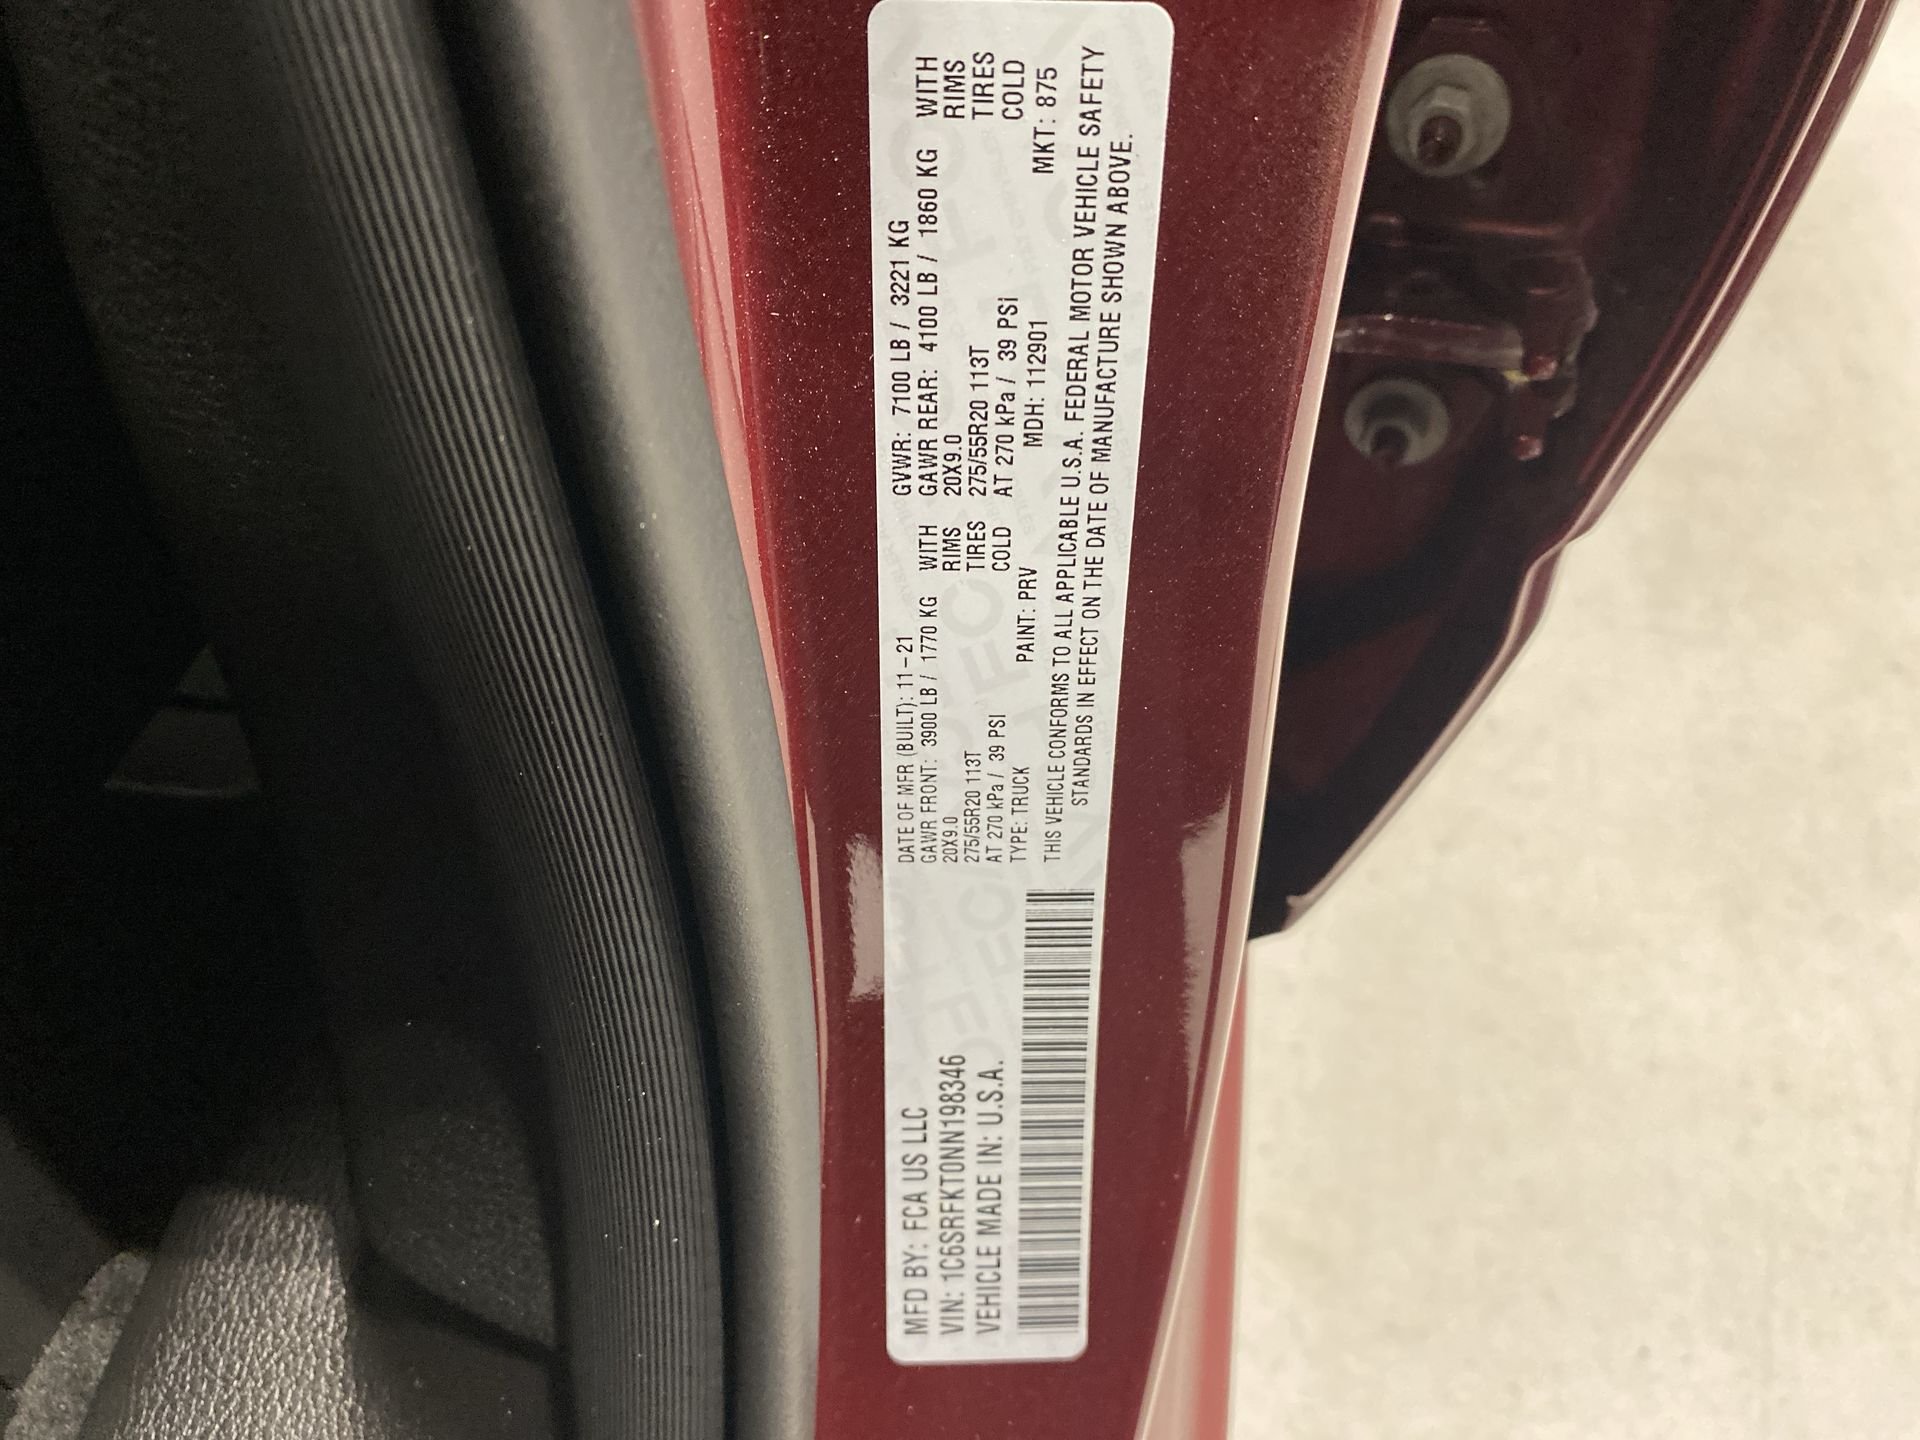 MFD BY: FCA US LLC
VIN: 1C6SRFKT0NN198346
VEHICLE MADE IN: U.S.A.
DATE OF MFR (BUILT): 11-21 GVWR: 7100 LB / 3221 KG
GAWR FRONT: 3900 LB / 1770 KG WITH GAWR REAR: 4100 LB / 1860 KG WITH
20X9.0 RIMS 20X9.0 RIMS
275/55R20 113T TIRES 275/55R20 113T TIRES
AT 270 kPa / 39 PSI COLD AT 270 kPa / 39 PSI COLD
TYPE: TRUCK PAINT: PRV MDH: 112901 MKT: 875
THIS VEHICLE CONFORMS TO ALL APPLICABLE U.S.A. FEDERAL MOTOR VEHICLE SAFETY
STANDARDS IN EFFECT ON THE DATE OF MANUFACTURE SHOWN ABOVE.